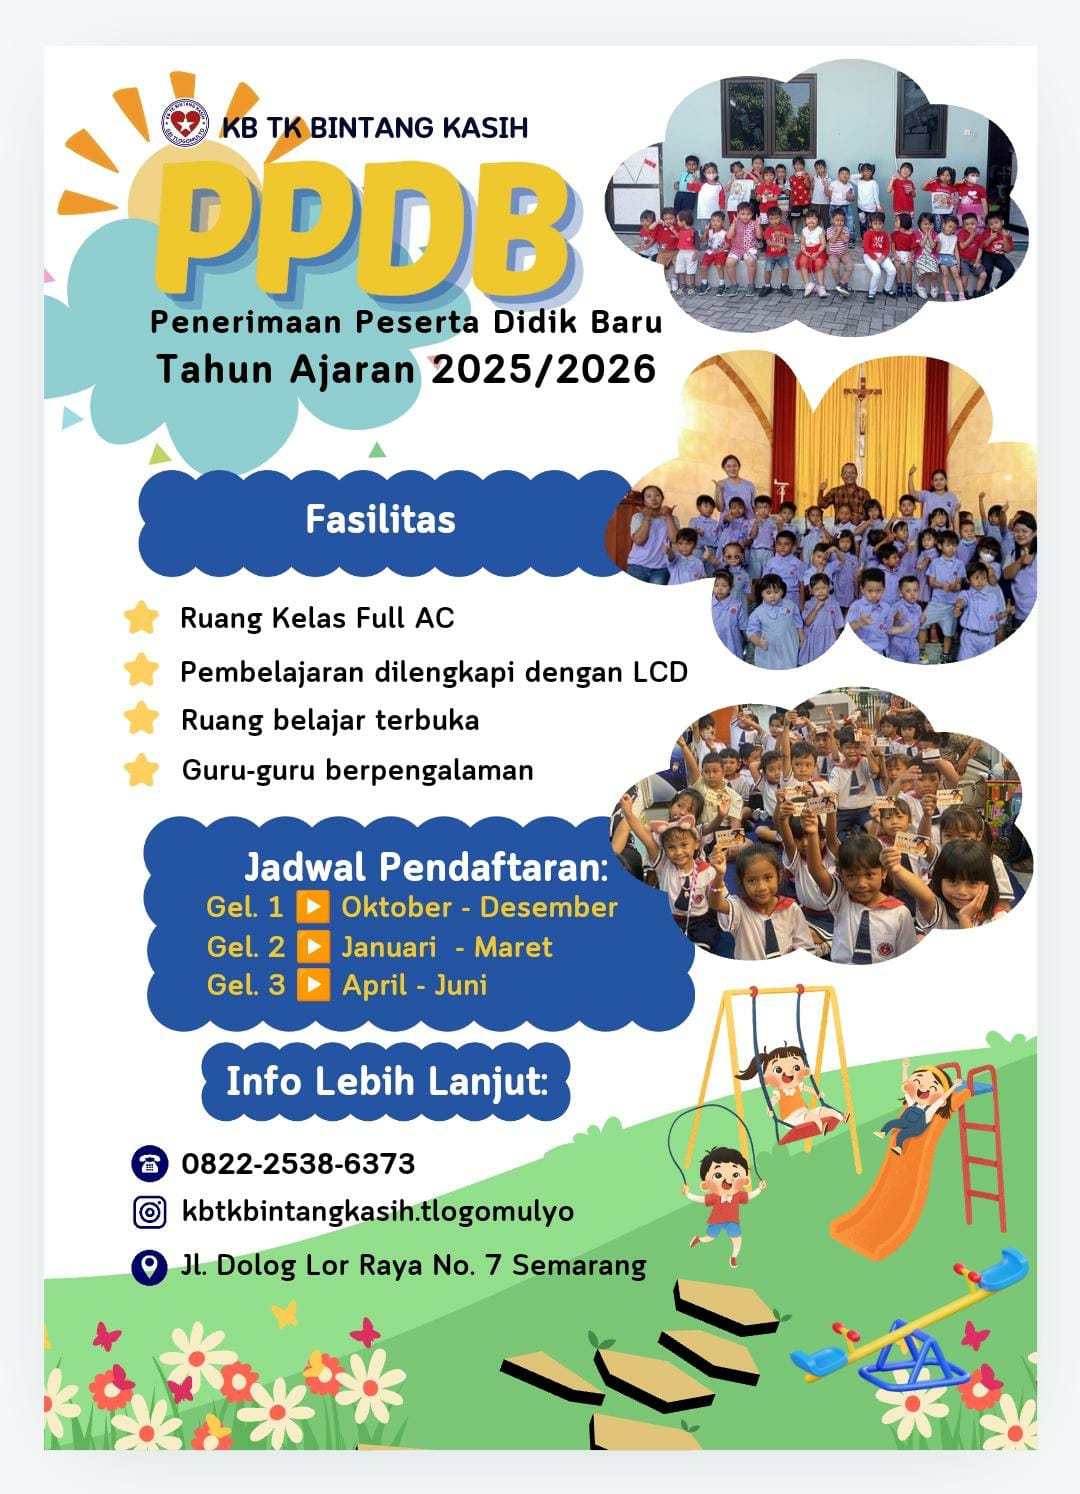 KB TK BINTANG KASIH
PPDB
Penerimaan Peserta Didik Baru
Tahun Ajaran 2025/2026
Fasilitas
Ruang Kelas Full AC
Pembelajaran dilengkapi dengan LCD
Ruang belajar terbuka
Guru-guru berpengalaman
Jadwal Pendaftaran:
Gel. 1 ▶️ Oktober - Desember
Gel. 2 ▶️ Januari - Maret
Gel. 3 ▶️ April - Juni
Info Lebih Lanjut:
0822-2538-6373
kbtkbintangkasih.tlogomulyo
Jl. Dolog Lor Raya No. 7 Semarang